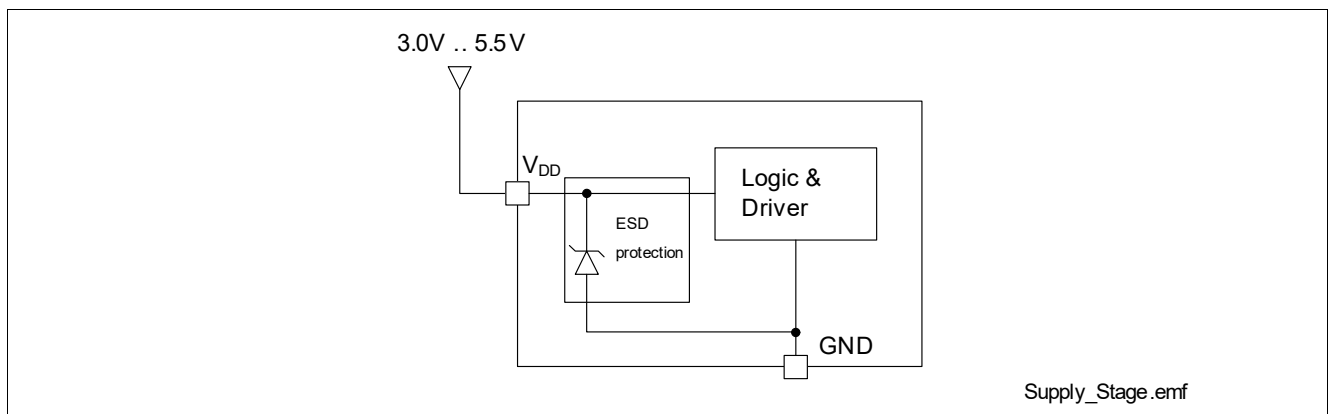 3.0V .. 5.5V
VDD
Logic &
Driver
ESD
protection
GND
Supply_Stage.emf